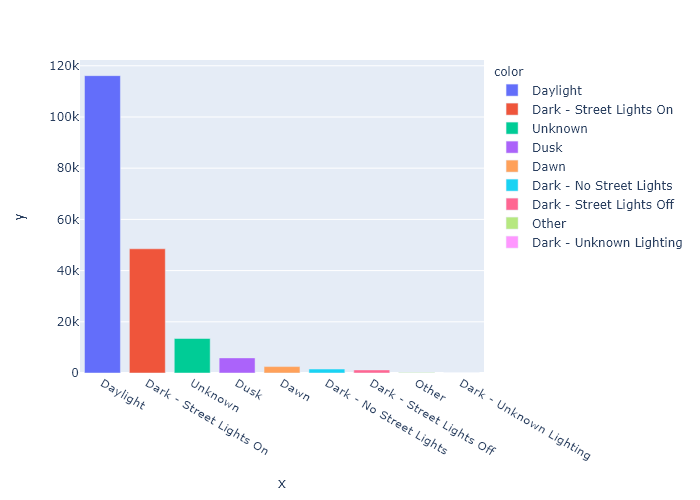 120k
100k
80k
60k
40k
20k
0
y
Daylight
Dark - Street Lights On
Unknown
Dusk
Dawn
Dark - No Street Lights
Dark - Street Lights Off
Other
Dark - Unknown Lighting
x
color
Daylight
Dark - Street Lights On
Unknown
Dusk
Dawn
Dark - No Street Lights
Dark - Street Lights Off
Other
Dark - Unknown Lighting